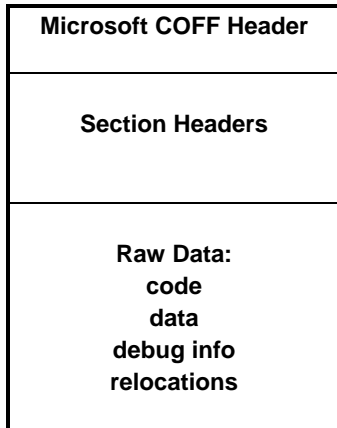 Microsoft COFF Header
Section Headers
Raw Data:
code
data
debug info
relocations